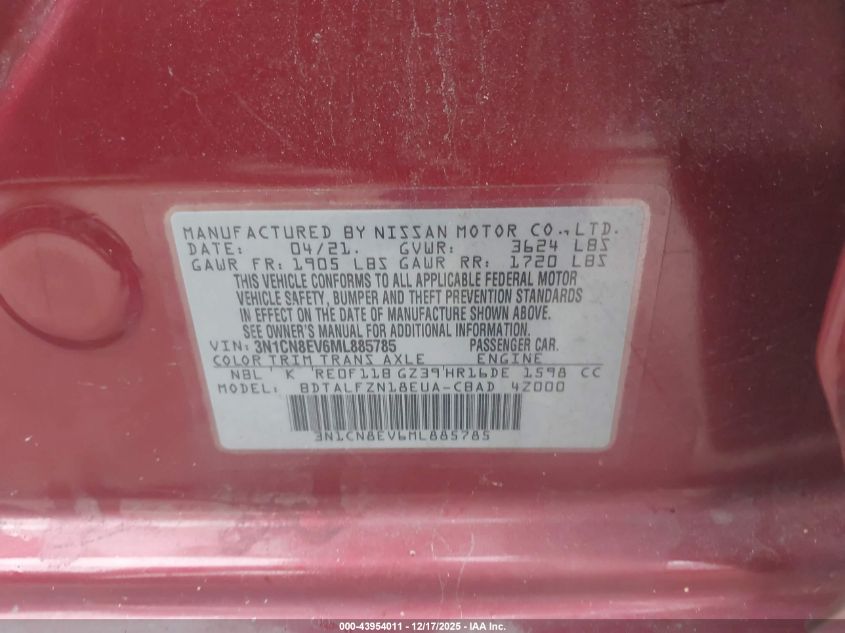 MANUFACTURED BY NISSAN MOTOR CO., LTD.
DATE: 04/21. GVWR: 3624 LBS
GAWR FR: 1905 LBS GAWR RR: 1720 LBS
THIS VEHICLE CONFORMS TO ALL APPLICABLE FEDERAL MOTOR
VEHICLE SAFETY, BUMPER AND THEFT PREVENTION STANDARDS
IN EFFECT ON THE DATE OF MANUFACTURE SHOWN ABOVE.
SEE OWNER'S MANUAL FOR ADDITIONAL INFORMATION.
VIN: 3N1CN8EV6ML885785 PASSENGER CAR.
COLOR TRIM TRANS AXLE ENGINE
NBL K RE0F11B GZ39 HR16DE 1598 CC
MODEL: BDTALFZN18EUA-CBAD 4Z000
3N1CN8EV6ML885785
000-43954011 - 12/17/2025 - IAA Inc.